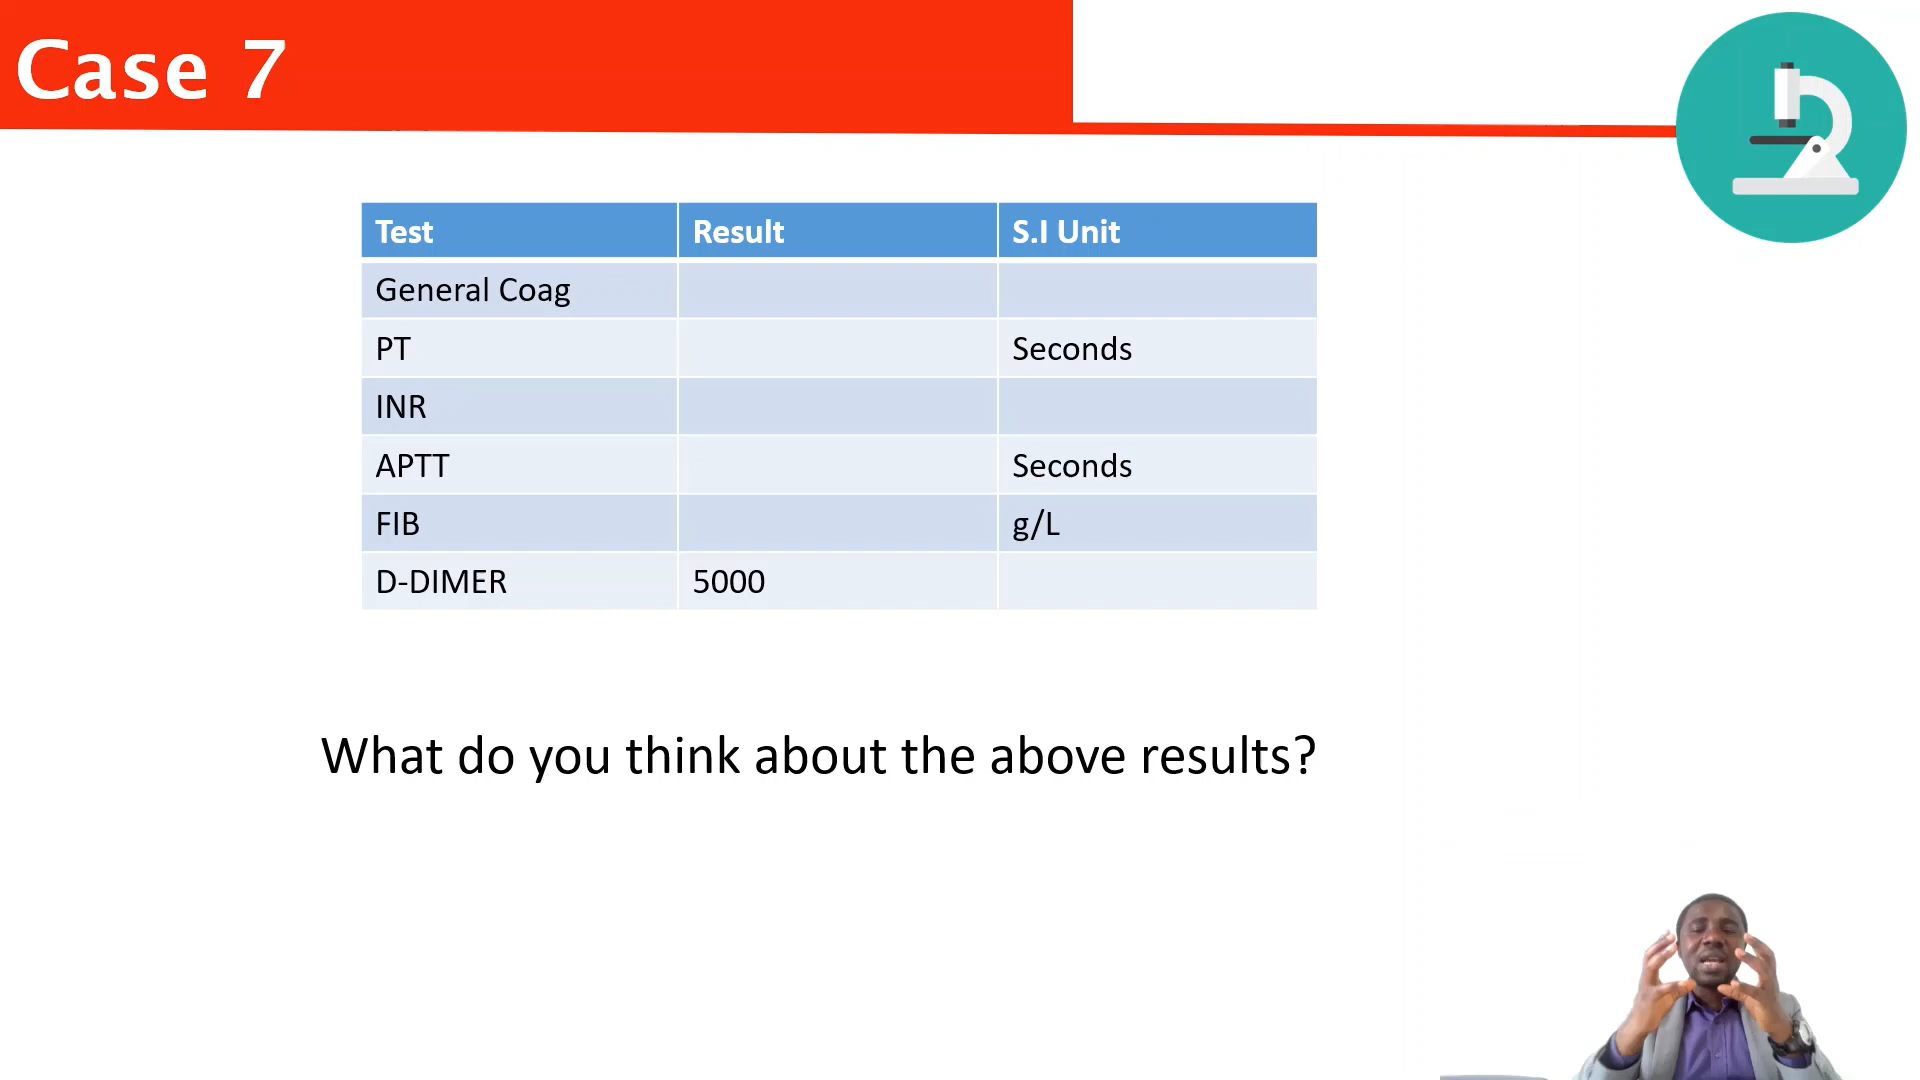 Case 7
Test Result S.I Unit
General Coag
PT Seconds
INR
APTT Seconds
FIB g/L
D-DIMER 5000
What do you think about the above results?